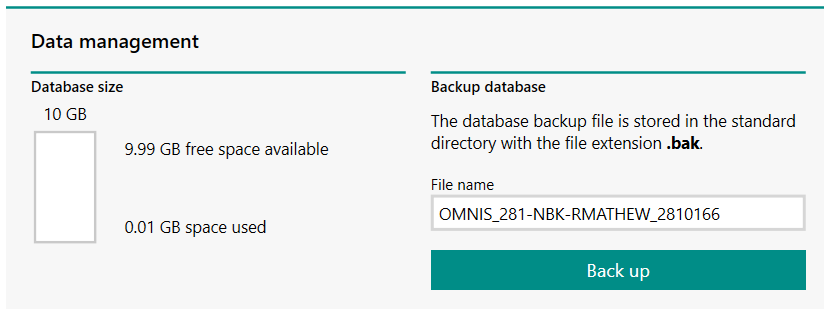 Data management
Database size
10 GB
9.99 GB free space available
0.01 GB space used
Backup database
The database backup file is stored in the standard
directory with the file extension .bak.
File name
OMNIS_281-NBK-RMATHEW_2810166
Back up